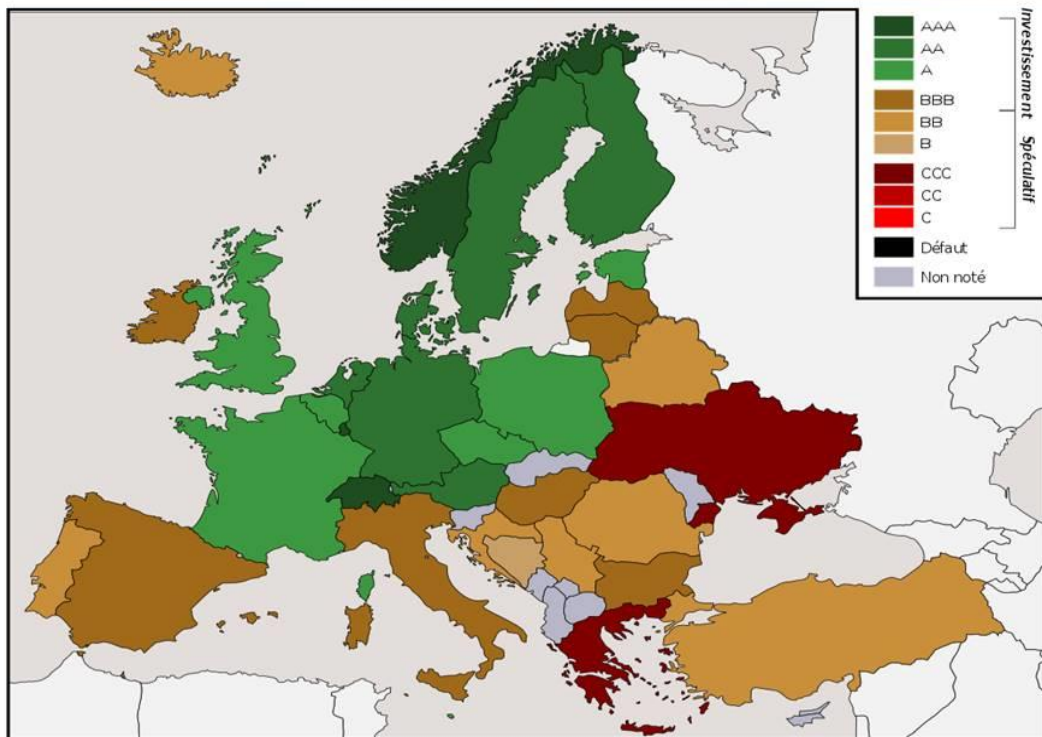 AAA
AA
A
BBB
BB
B
CCC
CC
C
Défaut
Non noté
Investissement
Spéculatif